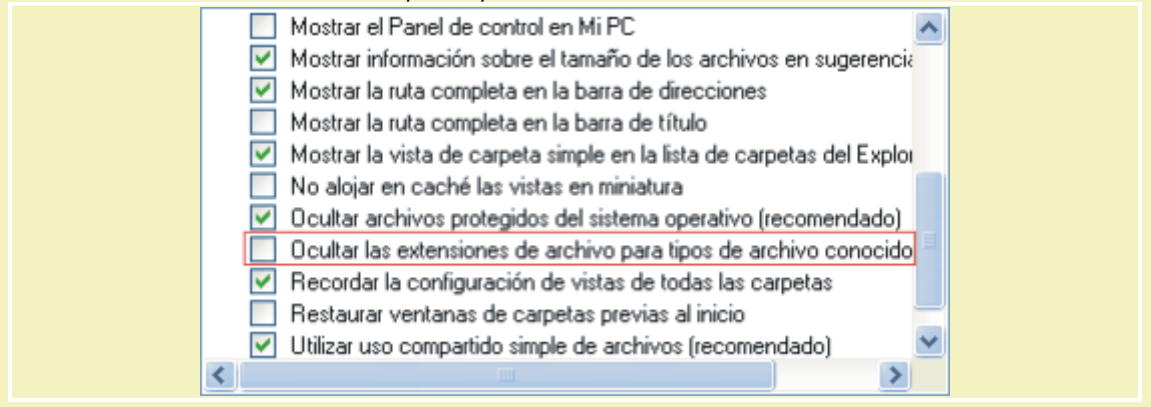 Mostrar el Panel de control en Mi PC
Mostrar información sobre el tamaño de los archivos en sugerencia
Mostrar la ruta completa en la barra de direcciones
Mostrar la ruta completa en la barra de título
Mostrar la vista de carpeta simple en la lista de carpetas del Explor
No alojar en caché las vistas en miniatura
Ocultar archivos protegidos del sistema operativo (recomendado)
Ocultar las extensiones de archivo para tipos de archivo conocido
Recordar la configuración de vistas de todas las carpetas
Restaurar ventanas de carpetas previas al inicio
Utilizar uso compartido simple de archivos (recomendado)